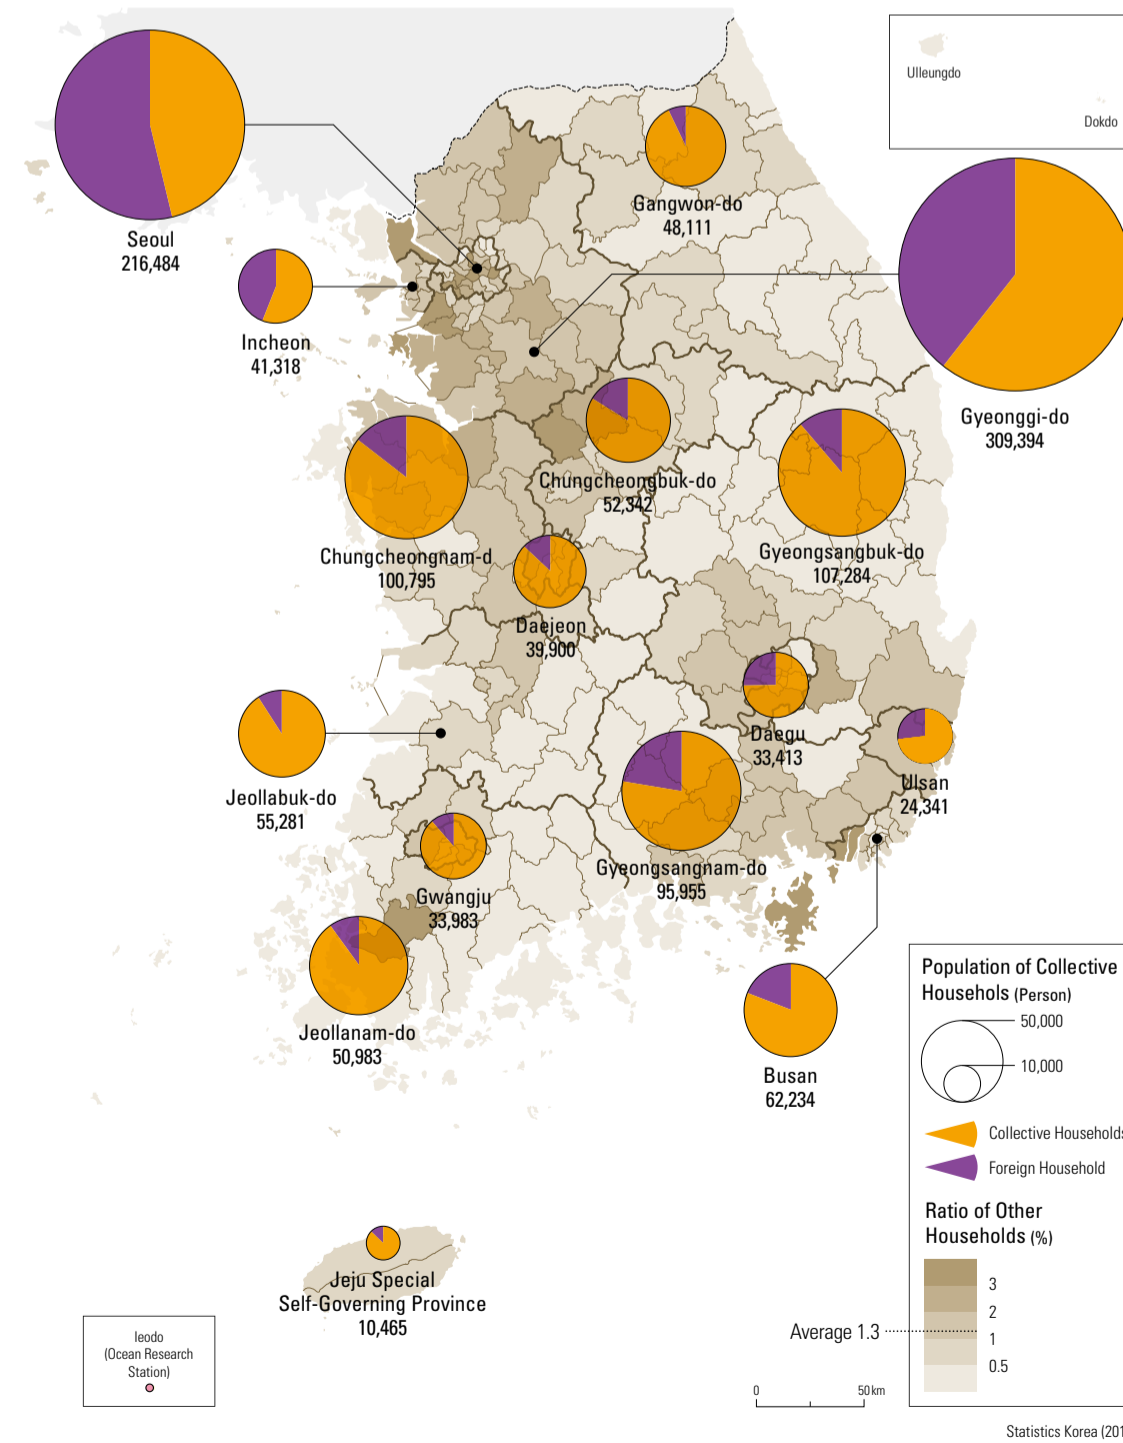 Ulleungdo
Dokdo
Seoul
216,484
Gangwon-do
48,111
Incheon
41,318
Gyeonggi-do
309,394
Chungcheongbuk-do
52,342
Chungcheongnam-d
100,795
Gyeongsangbuk-do
107,284
Daejeon
39,900
Daegu
33,413
Ulsan
24,341
Jeollabuk-do
55,281
Gwangju
33,983
Gyeongsangnam-do
95,955
Jeollanam-do
50,983
Busan
62,234
Jeju Special
Self-Governing Province
10,465
Ieodo
(Ocean Research
Station)
Population of Collective
Househols (Person)
50,000
10,000
Collective Households
Foreign Household
Ratio of Other
Households (%)
3
2
Average 1.3
1
0.5
0
50 km
Statistics Korea (201